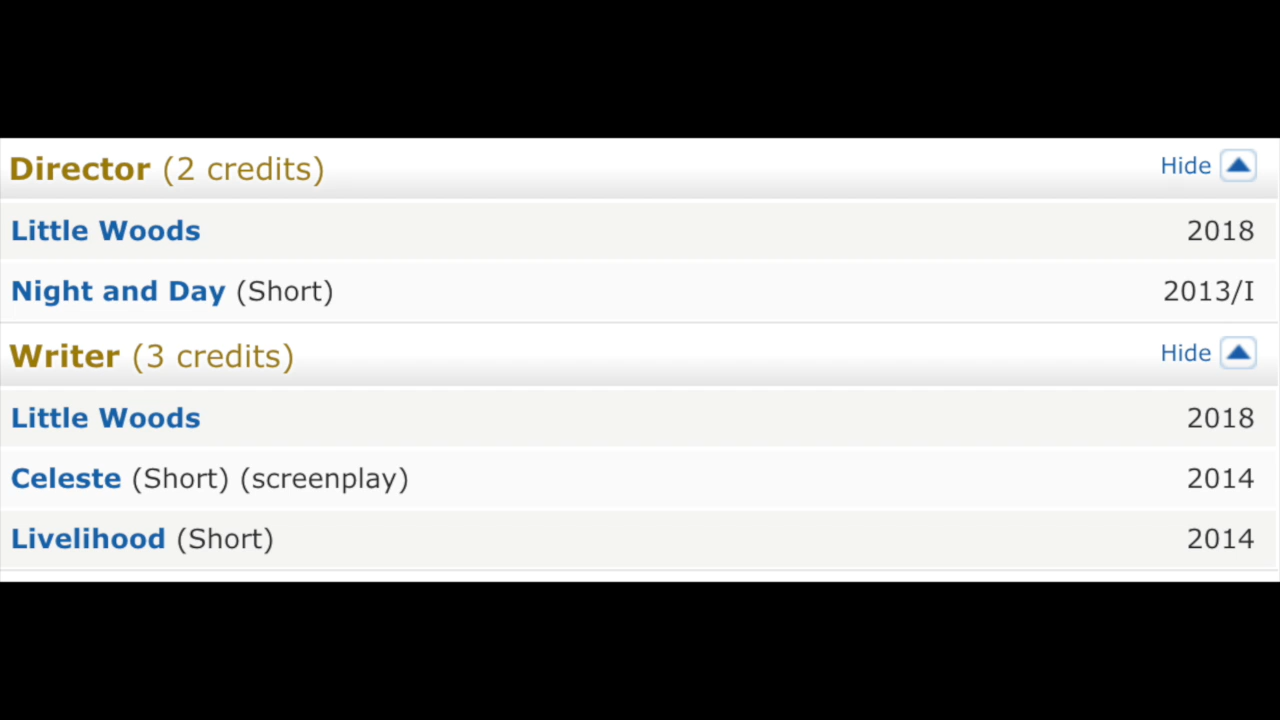 Director (2 credits) Hide
Little Woods 2018
Night and Day (Short) 2013/I
Writer (3 credits) Hide
Little Woods 2018
Celeste (Short) (screenplay) 2014
Livelihood (Short) 2014